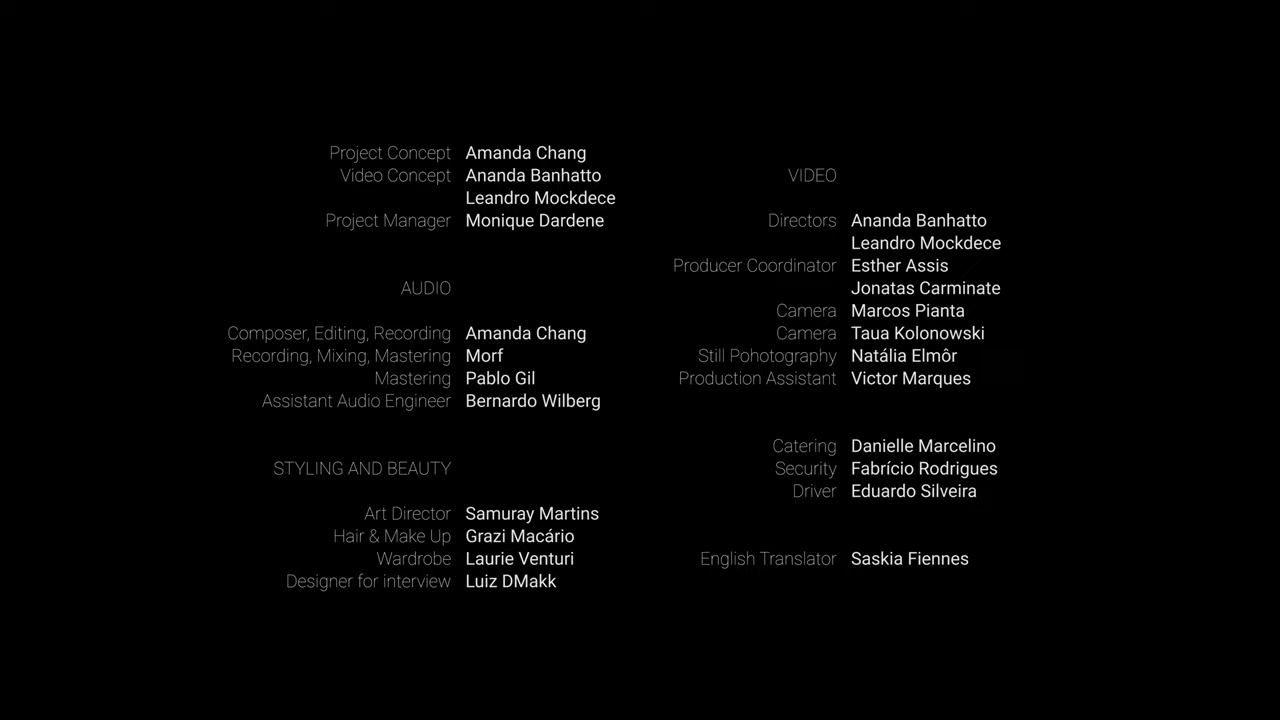 Project Concept Amanda Chang
Video Concept Ananda Banhatto
Leandro Mockdece
Project Manager Monique Dardene
AUDIO
Composer, Editing, Recording Amanda Chang
Recording, Mixing, Mastering Morf
Mastering Pablo Gil
Assistant Audio Engineer Bernardo Wilberg
STYLING AND BEAUTY
Art Director Samuray Martins
Hair & Make Up Grazi Macário
Wardrobe Laurie Venturi
Designer for interview Luiz DMakk
VIDEO
Directors Ananda Banhatto
Leandro Mockdece
Producer Coordinator Esther Assis
Jonatas Carminate
Camera Marcos Pianta
Camera Taua Kolonowski
Still Pohotography Natália Elmôr
Production Assistant Victor Marques
Catering Danielle Marcelino
Security Fabrício Rodrigues
Driver Eduardo Silveira
English Translator Saskia Fiennes